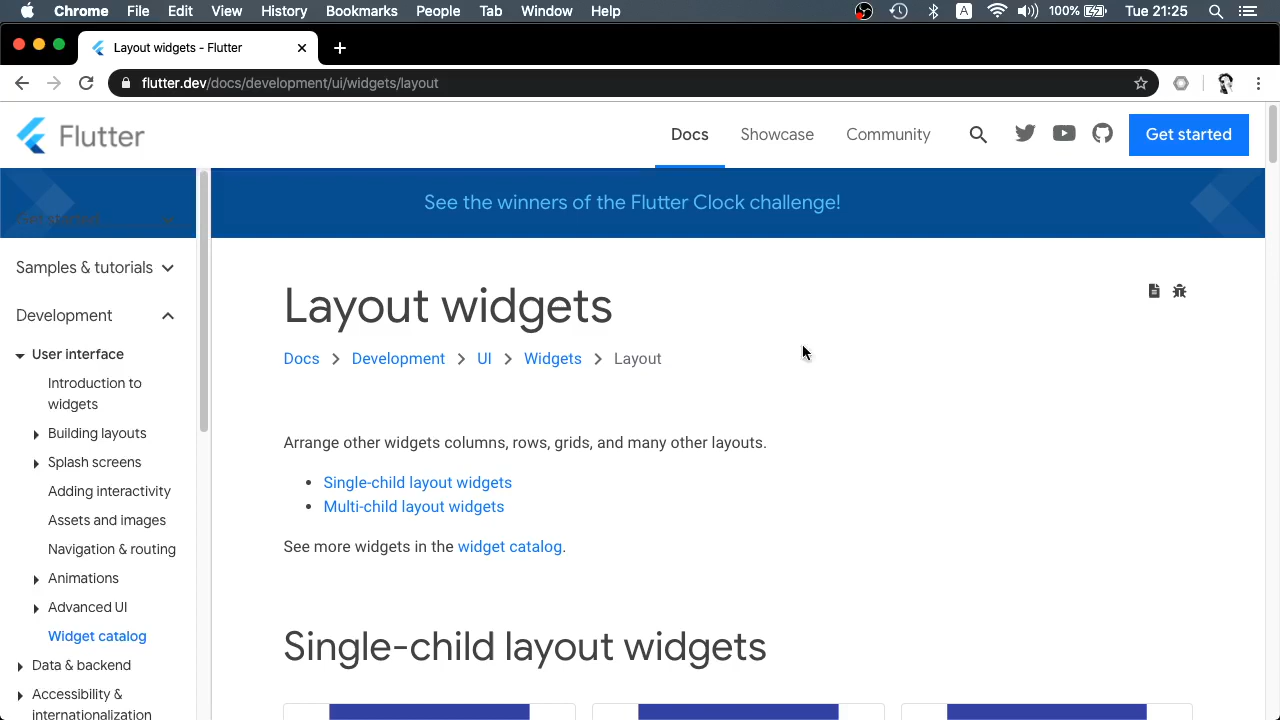 Chrome File Edit View History Bookmarks People Tab Window Help A 100% Tue 21:25
Layout widgets - Flutter
flutter.dev/docs/development/ui/widgets/layout
Flutter
Docs Showcase Community Get started
See the winners of the Flutter Clock challenge!
Get started
Samples & tutorials
Development
User interface
Introduction to
widgets
Building layouts
Splash screens
Adding interactivity
Assets and images
Navigation & routing
Animations
Advanced UI
Widget catalog
Data & backend
Accessibility &
internationalization
Layout widgets
Docs > Development > UI > Widgets > Layout
Arrange other widgets columns, rows, grids, and many other layouts.
• Single-child layout widgets
• Multi-child layout widgets
See more widgets in the widget catalog.
Single-child layout widgets